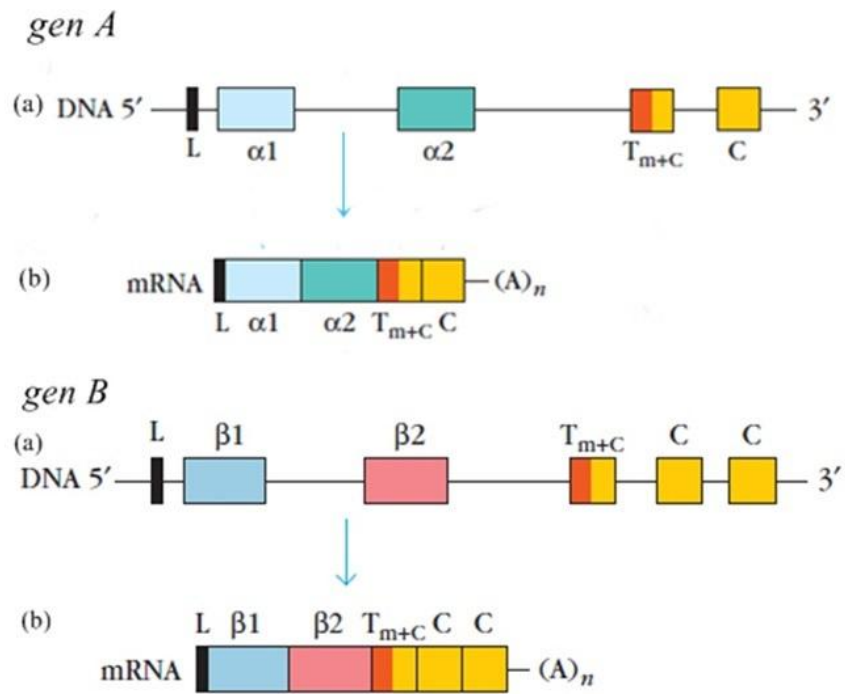 gen A
(a) DNA 5′ 3′
L α1 α2 Tm+C C
(b) mRNA (A)n
L α1 α2 Tm+C C
gen B
(a) L β1 β2 Tm+C C C
DNA 5′ 3′
(b) L β1 β2 Tm+C C C
mRNA (A)n